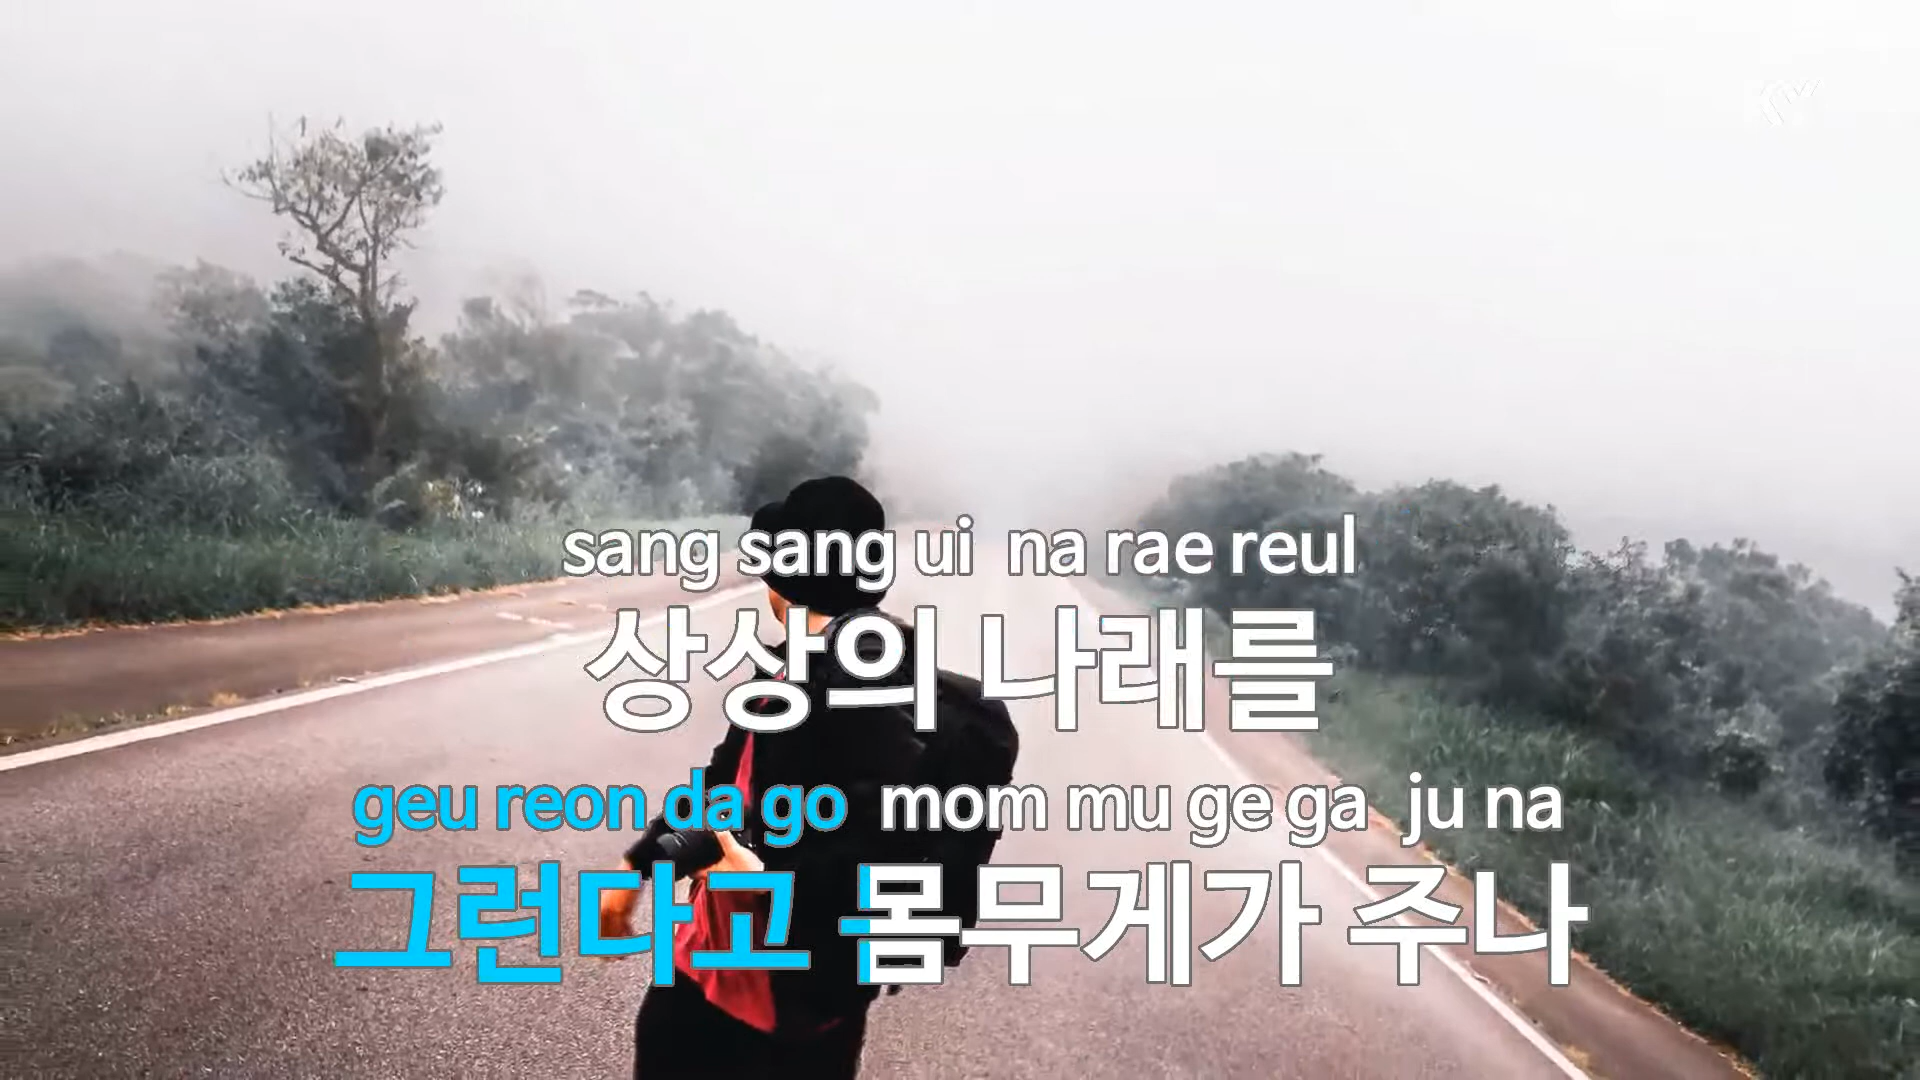 KY
sang sang ui na rae reul
상상의 나래를
geu reon da go mom mu ge ga ju na
그런다고 몸무게가 주나